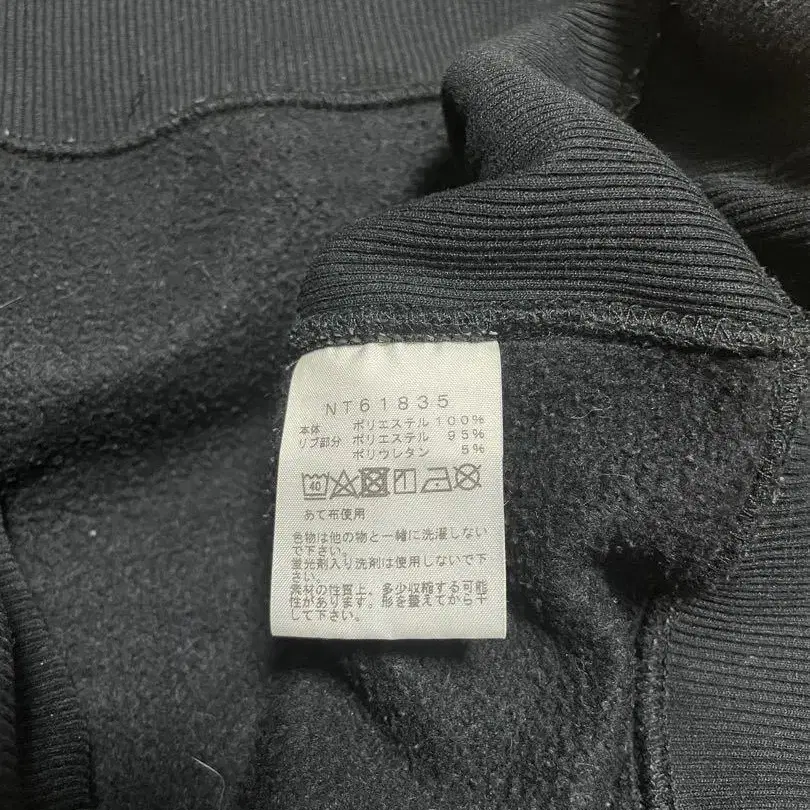 NT61835
本体 ポリエステル100%
リブ部分 ポリエステル 95%
ポリウレタン 5%
40
あて布使用
色物は他の物と一緒に洗濯しない
で下さい。
蛍光剤入り洗剤は使用しないで下
さい。
素材の性質上、多少収縮する可能
性があります。形を整えてから干
して下さい。